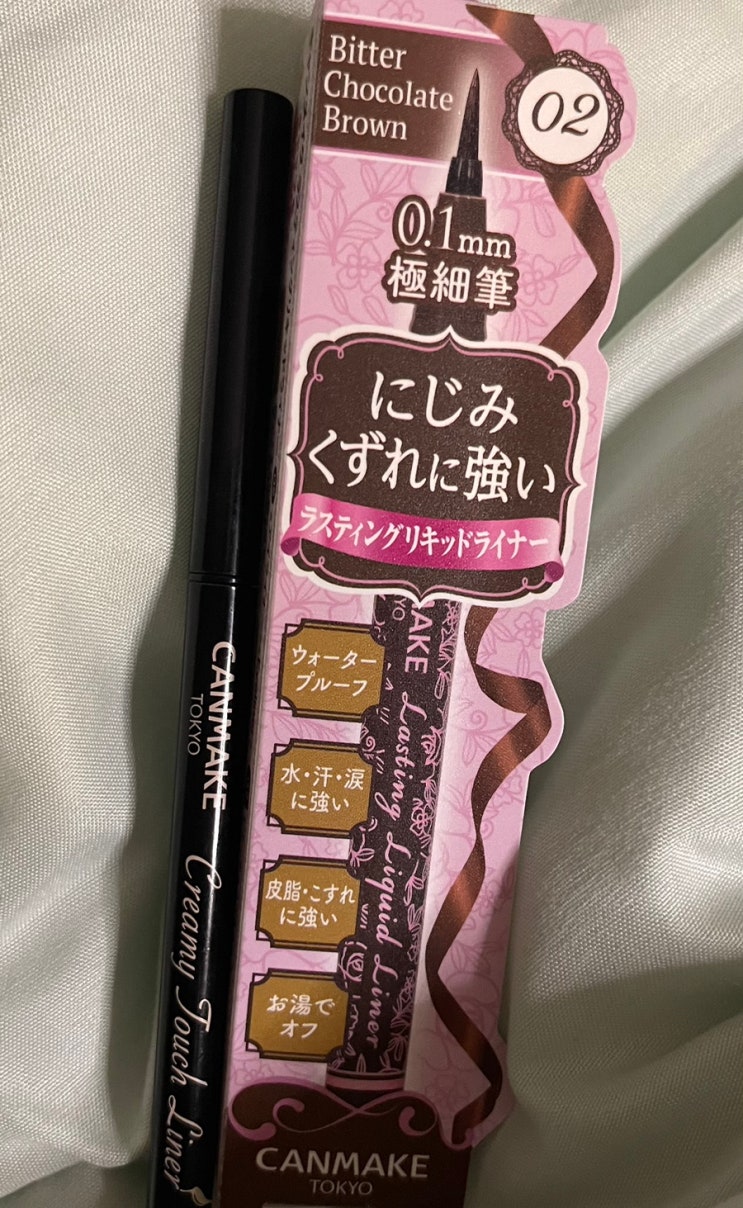 Bitter
Chocolate
Brown
02
0.1mm
極細筆
にじみ
くずれに強い
ラスティングリキッドライナー
ウォーター
プルーフ
水・汗・涙
に強い
皮脂・こすれ
に強い
お湯で
オフ
MAKE
YO
Lasting Liquid Liner
CANMAKE
TOKYO
CANMAKE
TOKYO
Creamy Touch Liner